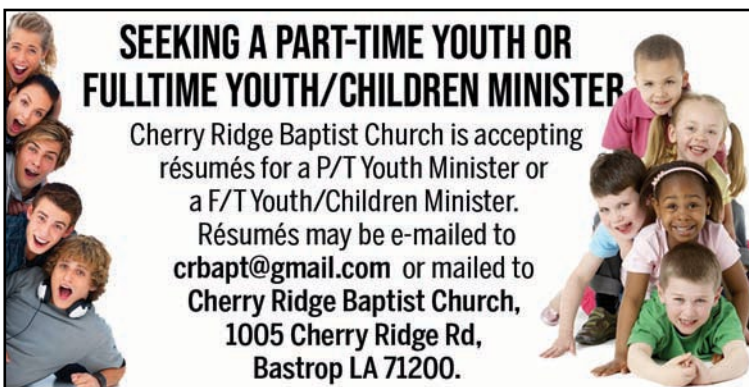 SEEKING A PART-TIME YOUTH OR
FULLTIME YOUTH/CHILDREN MINISTER
Cherry Ridge Baptist Church is accepting
résumés for a P/T Youth Minister or
a F/T Youth/Children Minister.
Résumés may be e-mailed to
crbapt@gmail.com or mailed to
Cherry Ridge Baptist Church,
1005 Cherry Ridge Rd,
Bastrop LA 71200.